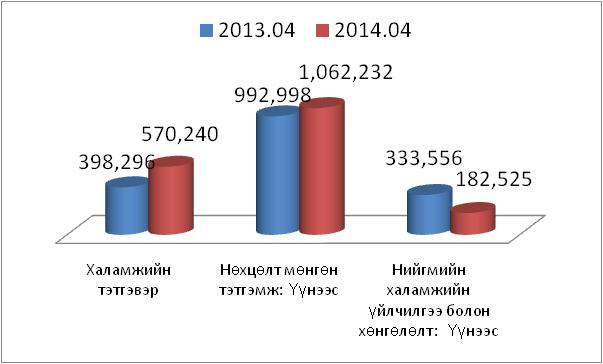 2013.04 2014.04
1,062,232
992,998
570,240
398,296
333,556
182,525
Халамжийн
тэтгэвэр
Нөхцөлт мөнгөн
тэтгэмж: Үүнээс
Нийгмийн
халамжийн
үйлчилгээ болон
хөнгөлөлт: Үүнээс